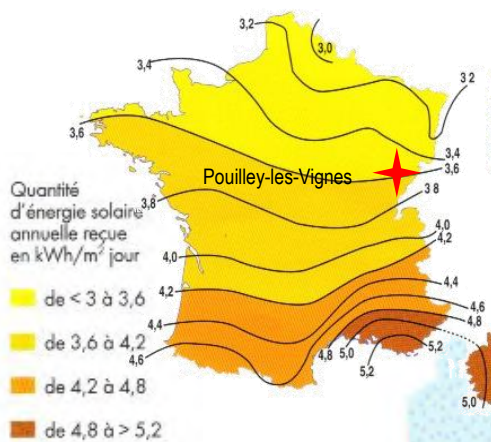 3,2
3,0
3,4
3 2
3,6
3,4
3,6
Pouilley-les-Vignes
3 8
3,8
Quantité
d'énergie solaire
annuelle reçue
en kWh/m² jour
4,0
4,2
4,0
4,4
4,2
4,6
de < 3 à 3,6
4,8
4,4
de 3,6 à 4,2
4,8
5,0
5,2
4,6
5,2
de 4,2 à 4,8
5,0
de 4,8 à > 5,2